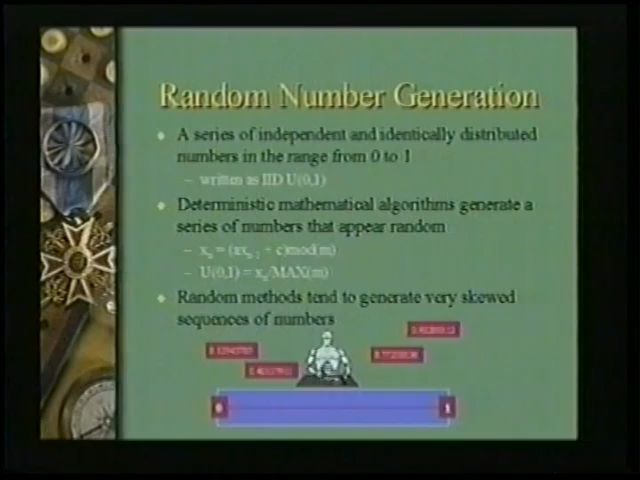 Random Number Generation
A series of independent and identically distributed
numbers in the range from 0 to 1
– written as IID U(0,1)
Deterministic mathematical algorithms generate a
series of numbers that appear random
– xₙ = (axₙ₋₁ + c)mod(m)
– U(0,1) = xₙ/MAX(m)
Random methods tend to generate very skewed
sequences of numbers
0
1